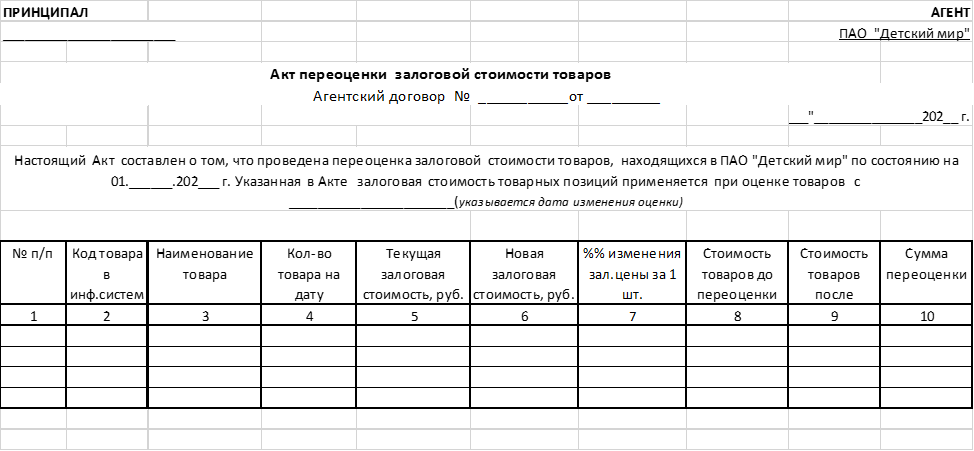 ПРИНЦИПАЛ АГЕНТ
________________________ ПАО "Детский мир"
Акт переоценки залоговой стоимости товаров
Агентский договор № ____________от __________
___"_______________202__ г.
Настоящий Акт составлен о том, что проведена переоценка залоговой стоимости товаров, находящихся в ПАО "Детский мир" по состоянию на
01.______.202___ г. Указанная в Акте залоговая стоимость товарных позиций применяется при оценке товаров с
_______________________(указывается дата изменения оценки)
№ п/п Код товара Наименование Кол-во Текущая Новая %% изменения Стоимость Стоимость Сумма
в товара товара на залоговая залоговая зал.цены за 1 товаров до товаров переоценки
инф.систем дату стоимость, руб. стоимость, руб. шт. переоценки после
1 2 3 4 5 6 7 8 9 10